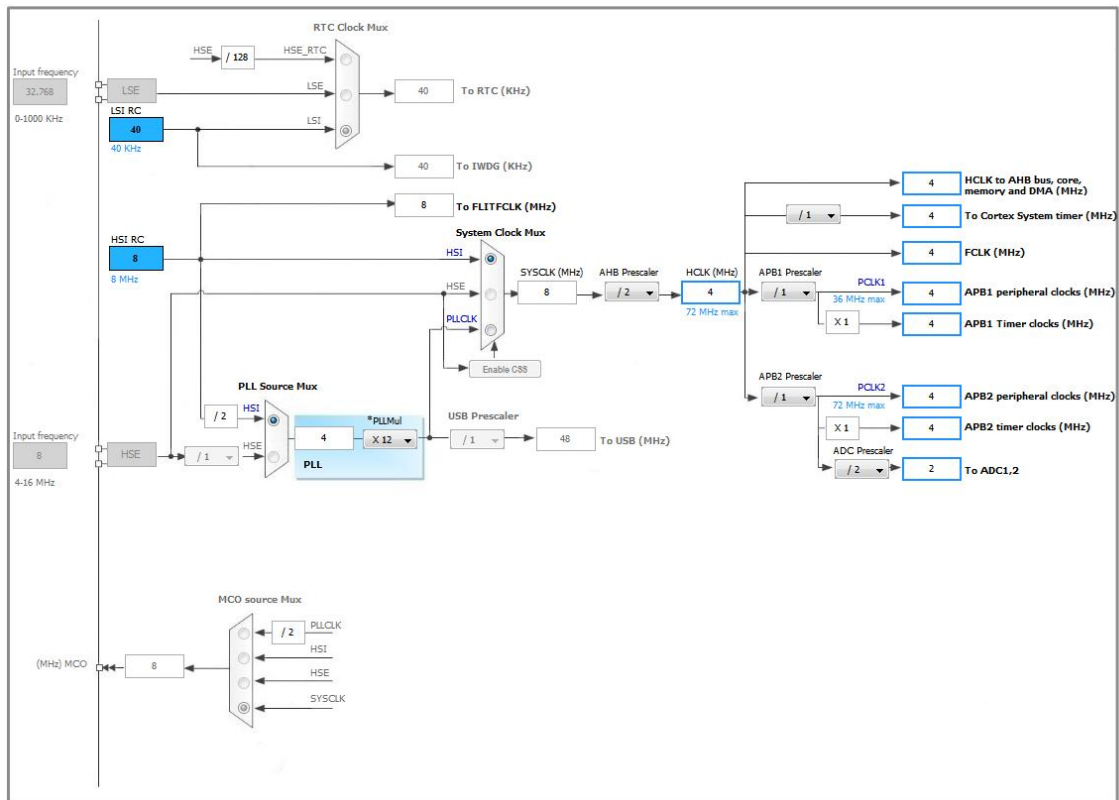 RTC Clock Mux
HSE
/ 128
HSE_RTC
Input frequency
32.768
0-1000 KHz
LSE
LSE
40
To RTC (KHz)
LSI RC
40
40 KHz
LSI
40
To IWDG (KHz)
8
To FLITFCLK (MHz)
HSI RC
8
8 MHz
System Clock Mux
HSI
HSE
PLLCLK
SYSCLK (MHz)
8
AHB Prescaler
/ 2
HCLK (MHz)
4
72 MHz max
Enable CSS
4
HCLK to AHB bus, core,
memory and DMA (MHz)
/ 1
4
To Cortex System timer (MHz)
4
FCLK (MHz)
APB1 Prescaler
/ 1
PCLK1
36 MHz max
4
APB1 peripheral clocks (MHz)
X 1
4
APB1 Timer clocks (MHz)
APB2 Prescaler
/ 1
PCLK2
72 MHz max
4
APB2 peripheral clocks (MHz)
X 1
4
APB2 timer clocks (MHz)
ADC Prescaler
/ 2
2
To ADC1,2
PLL Source Mux
/ 2
HSI
HSE
4
*PLLMul
X 12
PLL
USB Prescaler
/ 1
48
To USB (MHz)
Input frequency
8
4-16 MHz
HSE
/ 1
MCO source Mux
/ 2
PLLCLK
HSI
HSE
SYSCLK
(MHz) MCO
8